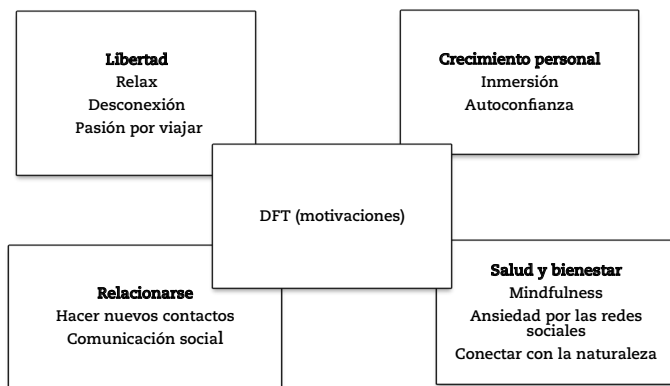 Libertad
Relax
Desconexión
Pasión por viajar
Crecimiento personal
Inmersión
Autoconfianza
DFT (motivaciones)
Relacionarse
Hacer nuevos contactos
Comunicación social
Salud y bienestar
Mindfulness
Ansiedad por las redes
sociales
Conectar con la naturaleza